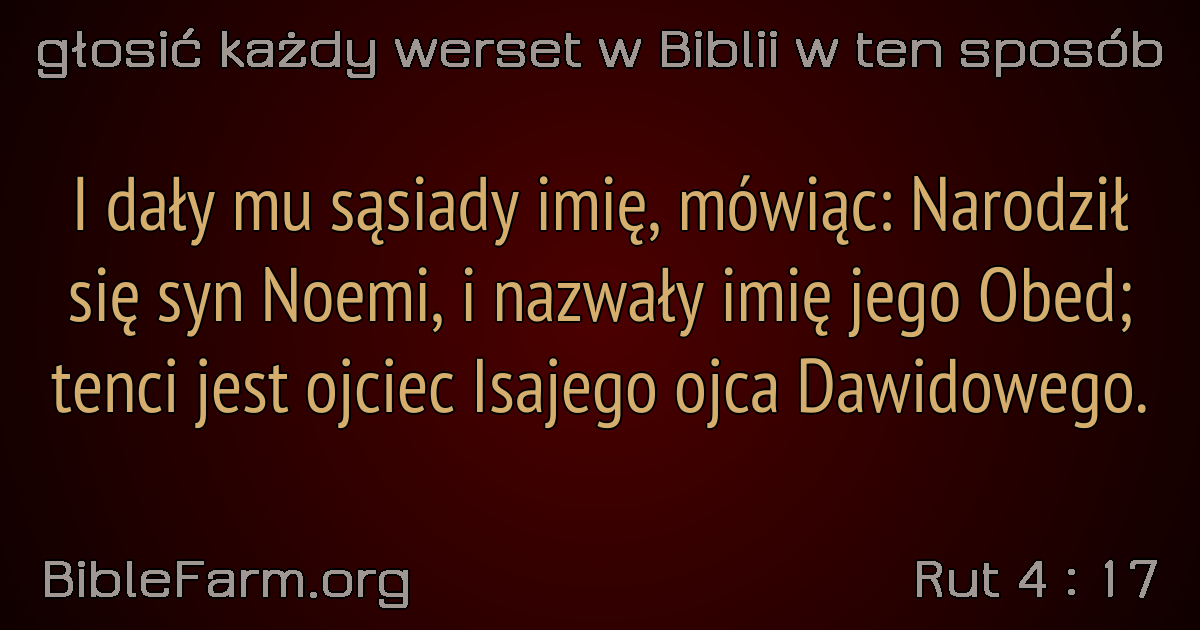 głosić każdy werset w Biblii w ten sposób
I dały mu sąsiady imię, mówiąc: Narodził
się syn Noemi, i nazwały imię jego Obed;
tenci jest ojciec Isajego ojca Dawidowego.
BibleFarm.org
Rut 4 : 17